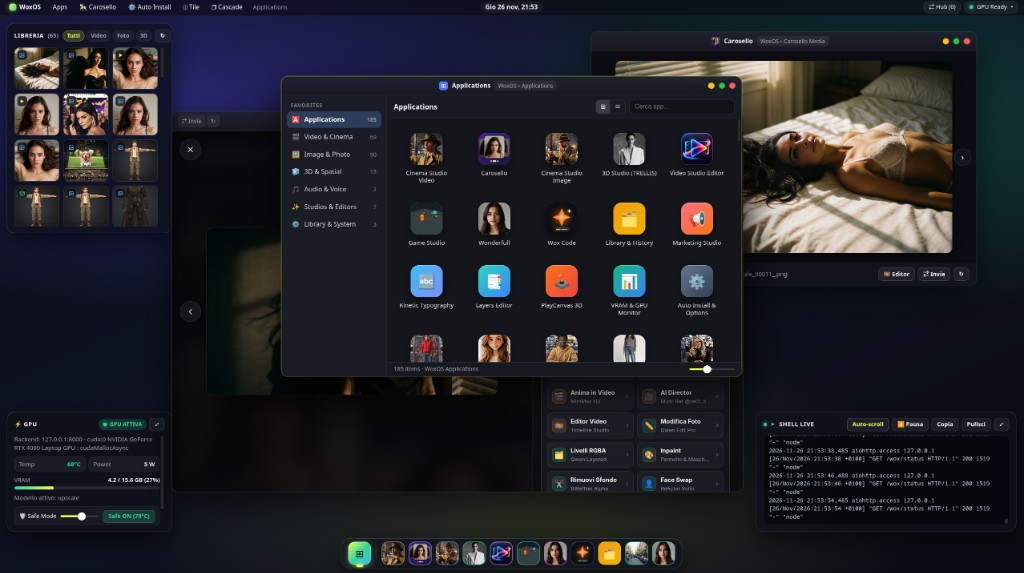 WoxOS Apps Carosello Auto Install Tile Cascade Applications
Gio 26 nov, 21:53
Hub (0) GPU Ready
LIBRERIA (63) Tutti Video Foto 3D
Invia
Carosello WoxOS • Carosello Media
Editor Invia
Applications WoxOS • Applications
FAVORITES
Applications 185
Video & Cinema 69
Image & Photo 90
3D & Spatial 13
Audio & Voice 2
Studios & Editors 7
Library & System 3
Applications
Cerca app...
Cinema Studio Video
Carosello
Cinema Studio Image
3D Studio (TRELLIS)
Video Studio Editor
Game Studio
Wonderfull
Wox Code
Library & History
Marketing Studio
abc
Kinetic Typography
Layers Editor
PlayCanvas 3D
VRAM & GPU Monitor
Auto Install & Options
185 items · WoxOS Applications
Anima in Video
AI Director
Editor Video
Timeline Studio
Modifica Foto
Qwen Edit Pro
Livelli RGBA
Qwen Layered
Inpaint
Rimuovi Sfondo
Face Swap
GPU GPU ATTIVA
Backend: 127.0.0.1:8000 · cuda:0 NVIDIA GeForce
RTX 4090 Laptop GPU : cudaMallocAsync
Temp 60°C Power 5 W
VRAM 4.2 / 15.6 GB (27%)
Modello attivo: upscale
Safe Mode Safe ON (78°C)
>_ SHELL LIVE Auto-scroll Pausa Copia Pulisci
"-" "node"
2026-11-26 21:53:38,485 aiohttp.access 127.0.0.1
[26/Nov/2026:21:53:38 +0100] "GET /wox/status HTTP/1.1" 200 1519
"-" "node"
2026-11-26 21:53:46,488 aiohttp.access 127.0.0.1
[26/Nov/2026:21:53:46 +0100] "GET /wox/status HTTP/1.1" 200 1519
"-" "node"
2026-11-26 21:53:54,485 aiohttp.access 127.0.0.1
[26/Nov/2026:21:53:54 +0100] "GET /wox/status HTTP/1.1" 200 1519
"-" "node"